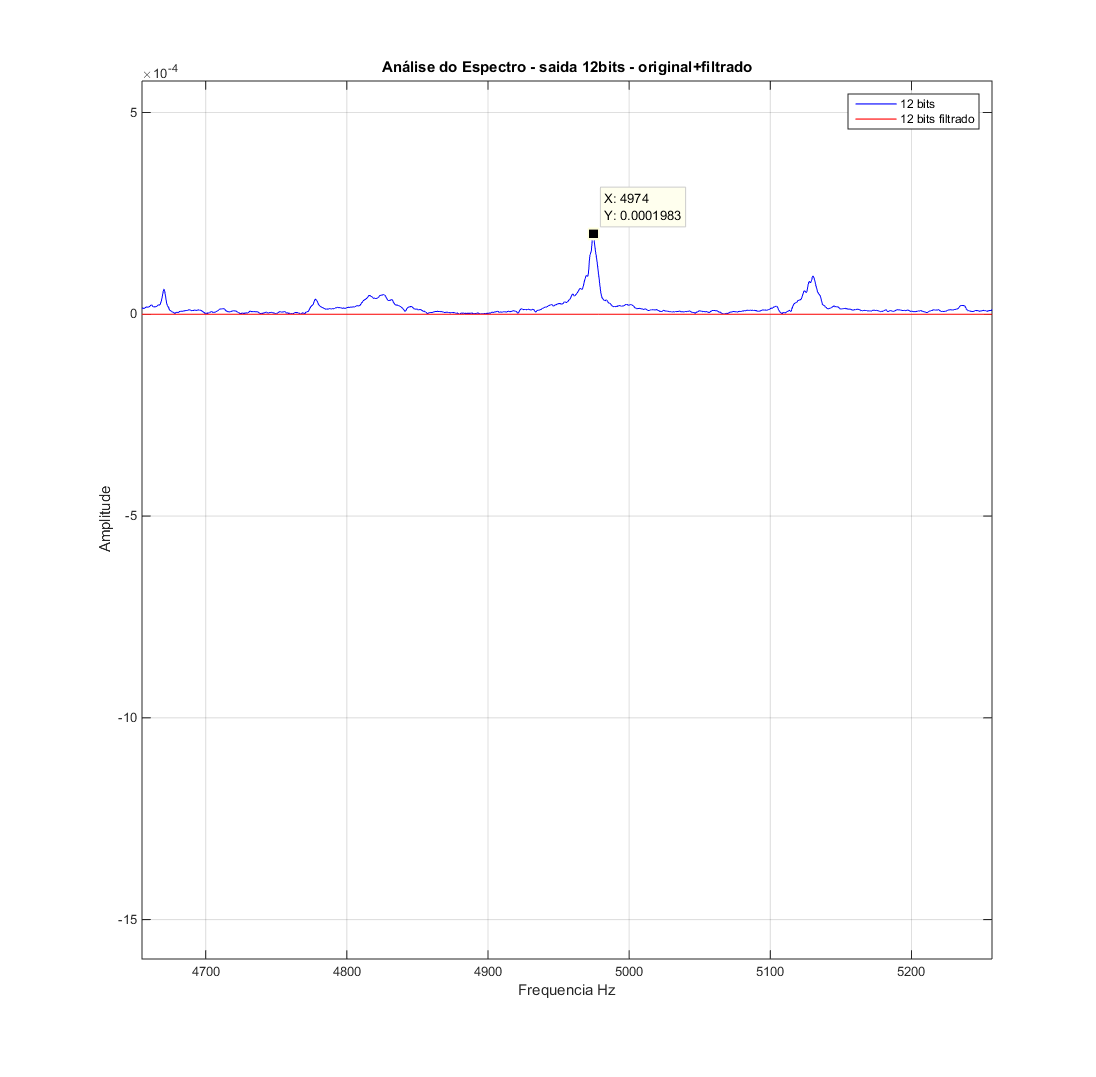 Análise do Espectro - saida 12bits - original+filtrado
×10-4
12 bits
12 bits filtrado
X: 4974
Y: 0.0001983
5
0
-5
-10
-15
Amplitude
4700 4800 4900 5000 5100 5200
Frequencia Hz